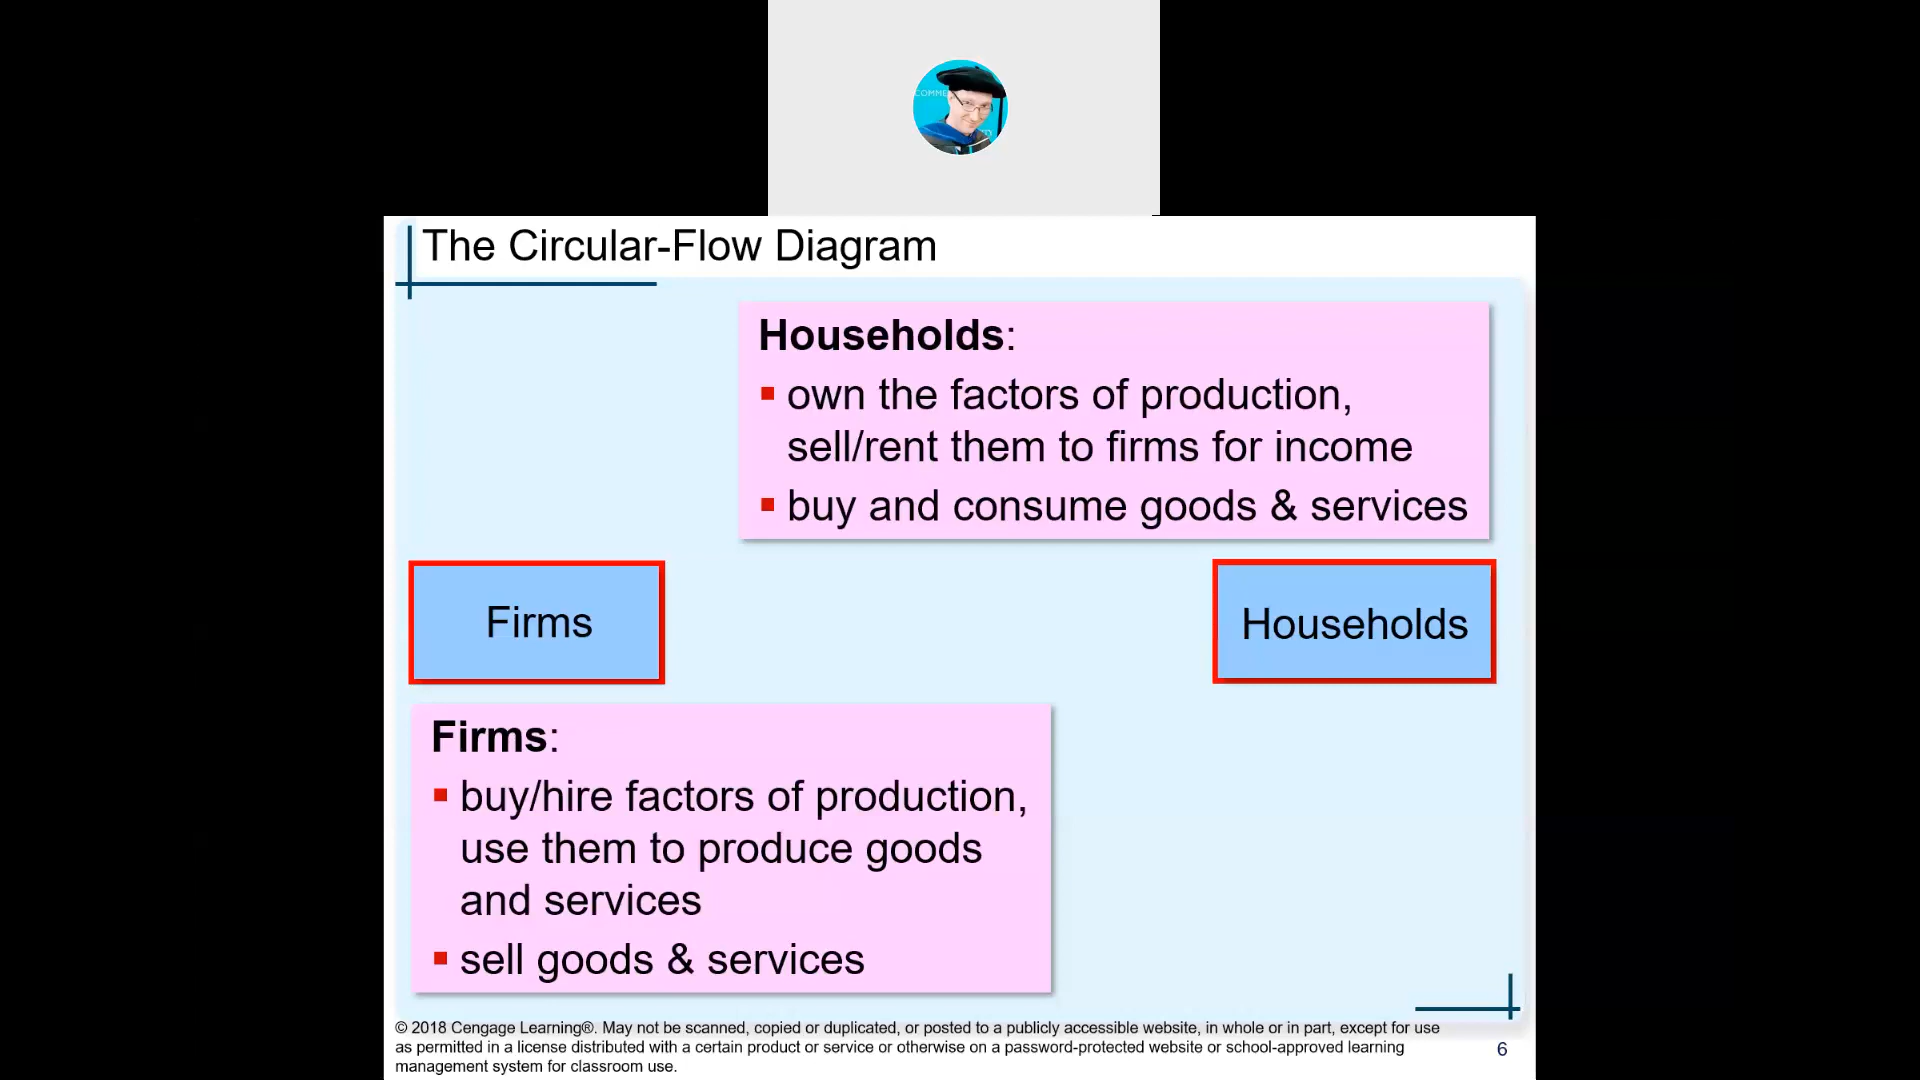 COMME
The Circular-Flow Diagram
Households:
▪ own the factors of production,
sell/rent them to firms for income
▪ buy and consume goods & services
Firms
Households
Firms:
▪ buy/hire factors of production,
use them to produce goods
and services
▪ sell goods & services
© 2018 Cengage Learning®. May not be scanned, copied or duplicated, or posted to a publicly accessible website, in whole or in part, except for use
as permitted in a license distributed with a certain product or service or otherwise on a password-protected website or school-approved learning
management system for classroom use.
6